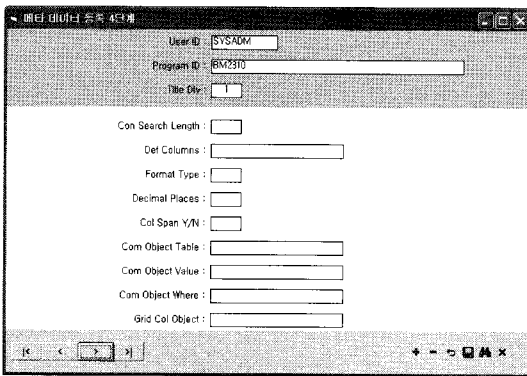 메타 데이터 등록 4단계
User ID : SYSADM
Program ID : BM2310
Title Div : 1
Con Search Length :
Def Columns :
Format Type :
Decimal Places :
Col Span Y/N :
Com Object Table :
Com Object Value :
Com Object Where :
Grid Col Object :